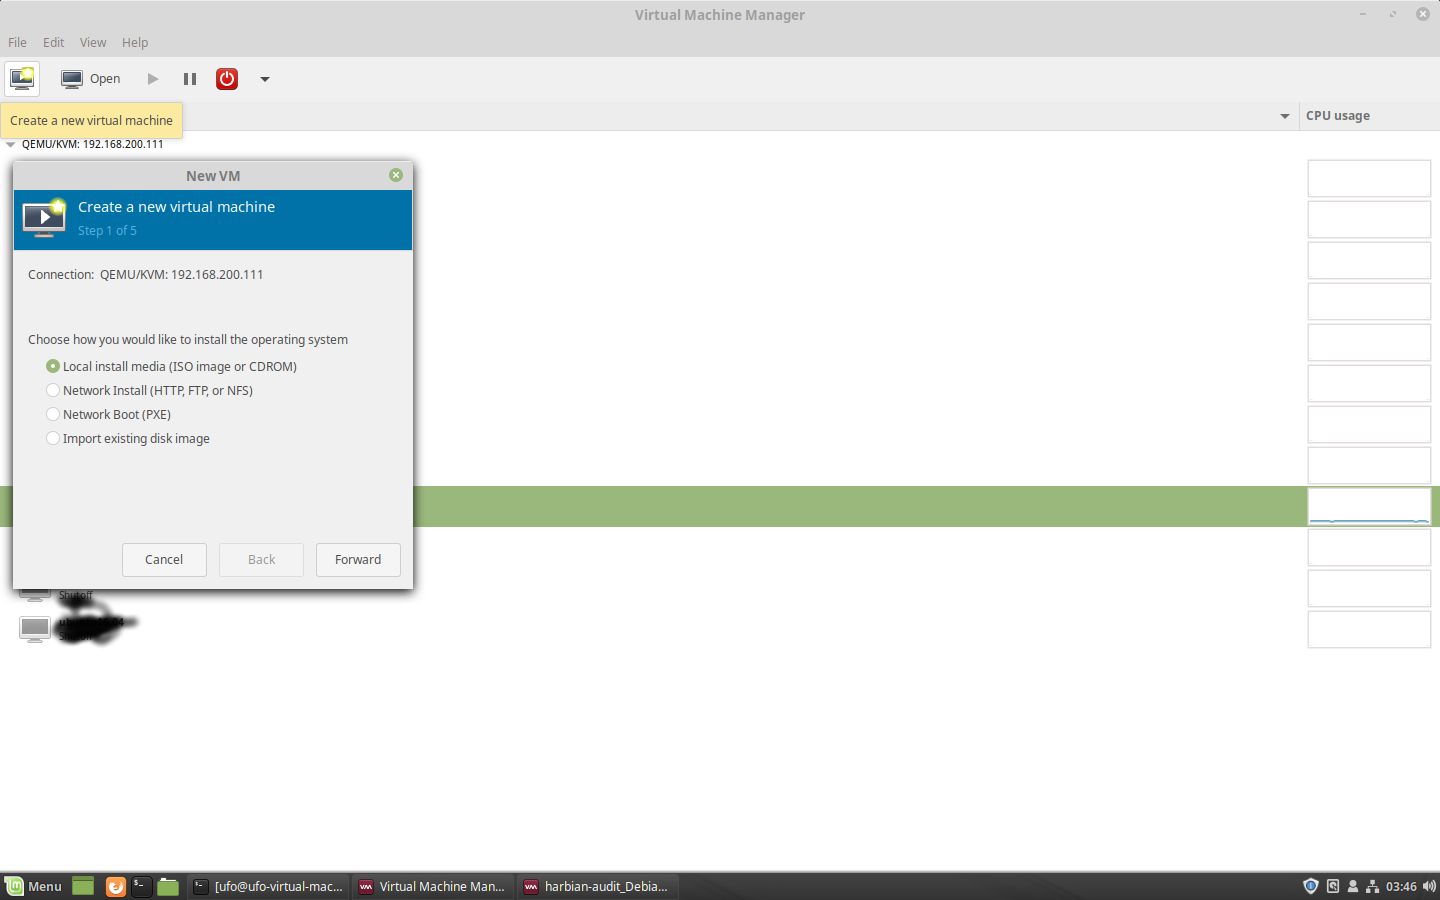 Virtual Machine Manager
File Edit View Help
Open
Create a new virtual machine
CPU usage
QEMU/KVM: 192.168.200.111
New VM
Create a new virtual machine
Step 1 of 5
Connection: QEMU/KVM: 192.168.200.111
Choose how you would like to install the operating system
Local install media (ISO image or CDROM)
Network Install (HTTP, FTP, or NFS)
Network Boot (PXE)
Import existing disk image
Cancel Back Forward
Shutoff
Menu [ufo@ufo-virtual-mac... Virtual Machine Man... harbian-audit_Debia... 03:46